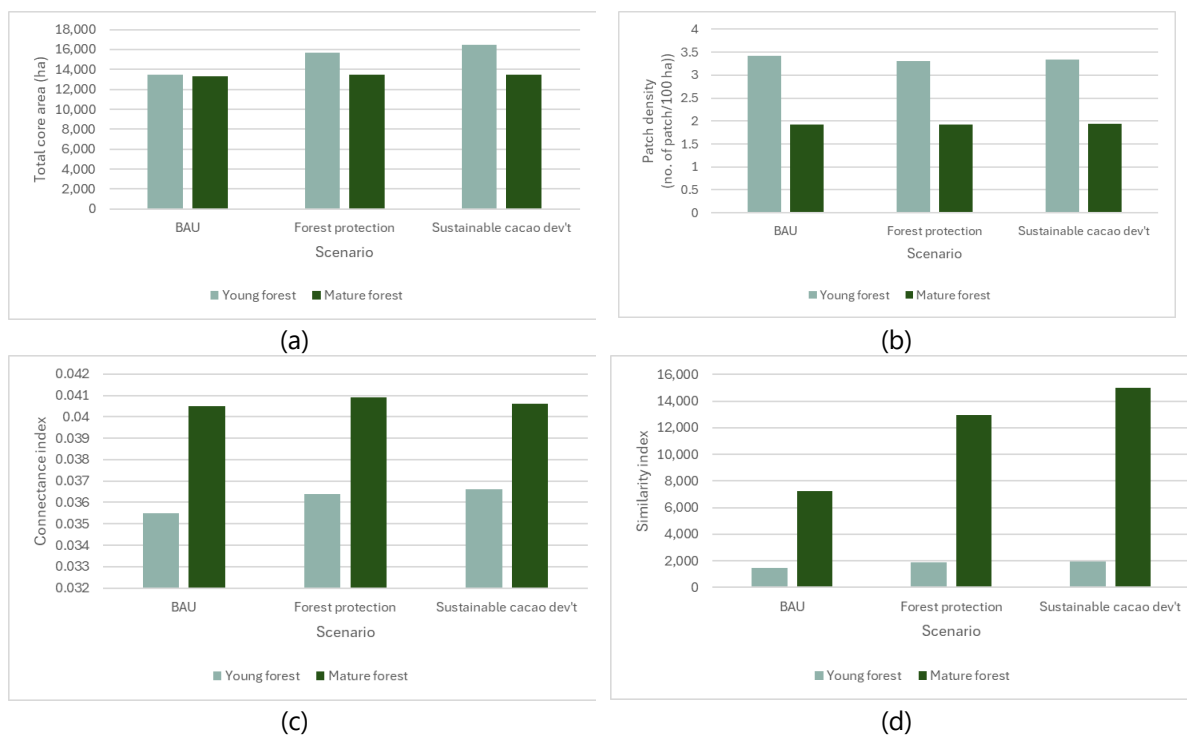 Total core area (ha)
18,000
16,000
14,000
12,000
10,000
8,000
6,000
4,000
2,000
0
BAU Forest protection Sustainable cacao dev't
Scenario
Young forest Mature forest
(a)
Patch density
(no. of patch/100 ha))
4
3.5
3
2.5
2
1.5
1
0.5
0
BAU Forest protection Sustainable cacao dev't
Scenario
Young forest Mature forest
(b)
Connectance index
0.042
0.041
0.04
0.039
0.038
0.037
0.036
0.035
0.034
0.033
0.032
BAU Forest protection Sustainable cacao dev't
Scenario
Young forest Mature forest
(c)
Similarity index
16,000
14,000
12,000
10,000
8,000
6,000
4,000
2,000
0
BAU Forest protection Sustainable cacao dev't
Scenario
Young forest Mature forest
(d)